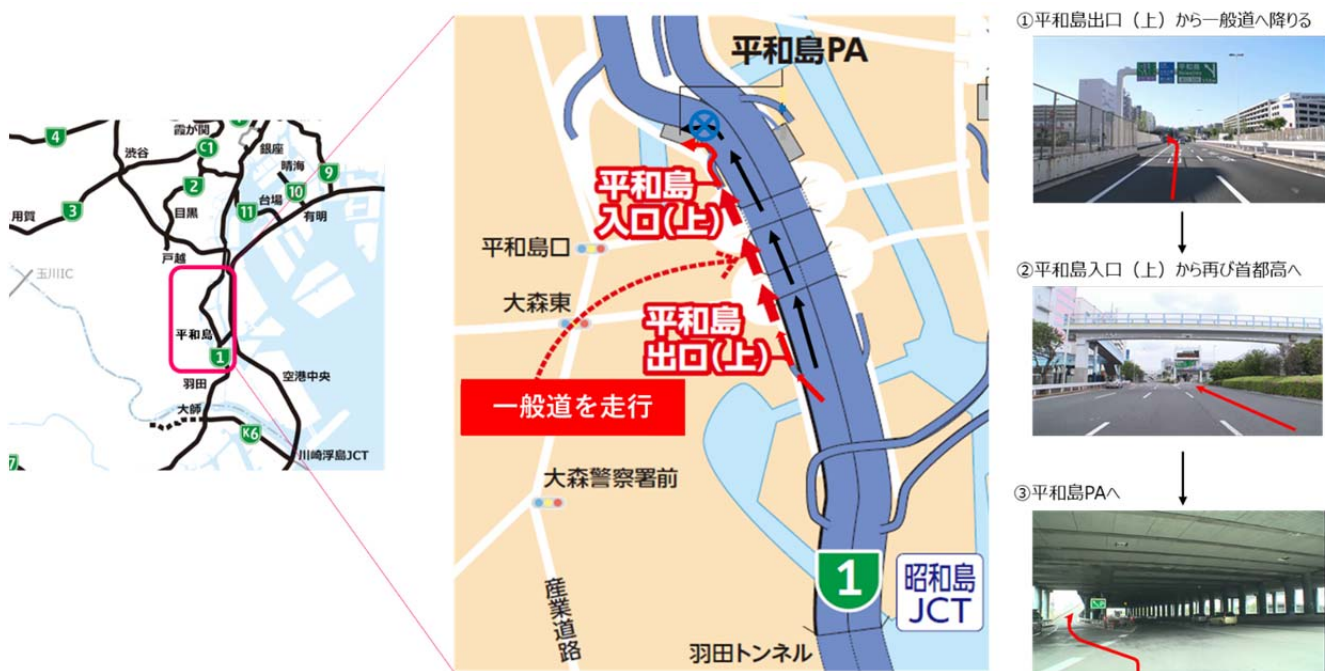 4
霞が関
渋谷
C1
銀座
晴海
9
2
10
台場
3
用賀
目黒
11
有明
戸越
玉川IC
平和島
1
羽田
空港中央
大師
K6
川崎浮島JCT
平和島PA
平和島
入口(上)
平和島口
大森東
平和島
出口(上)
一般道を走行
大森警察署前
1
昭和島
JCT
産業道路
羽田トンネル
①平和島出口（上）から一般道へ降りる
平和島
②平和島入口（上）から再び首都高へ
③平和島PAへ